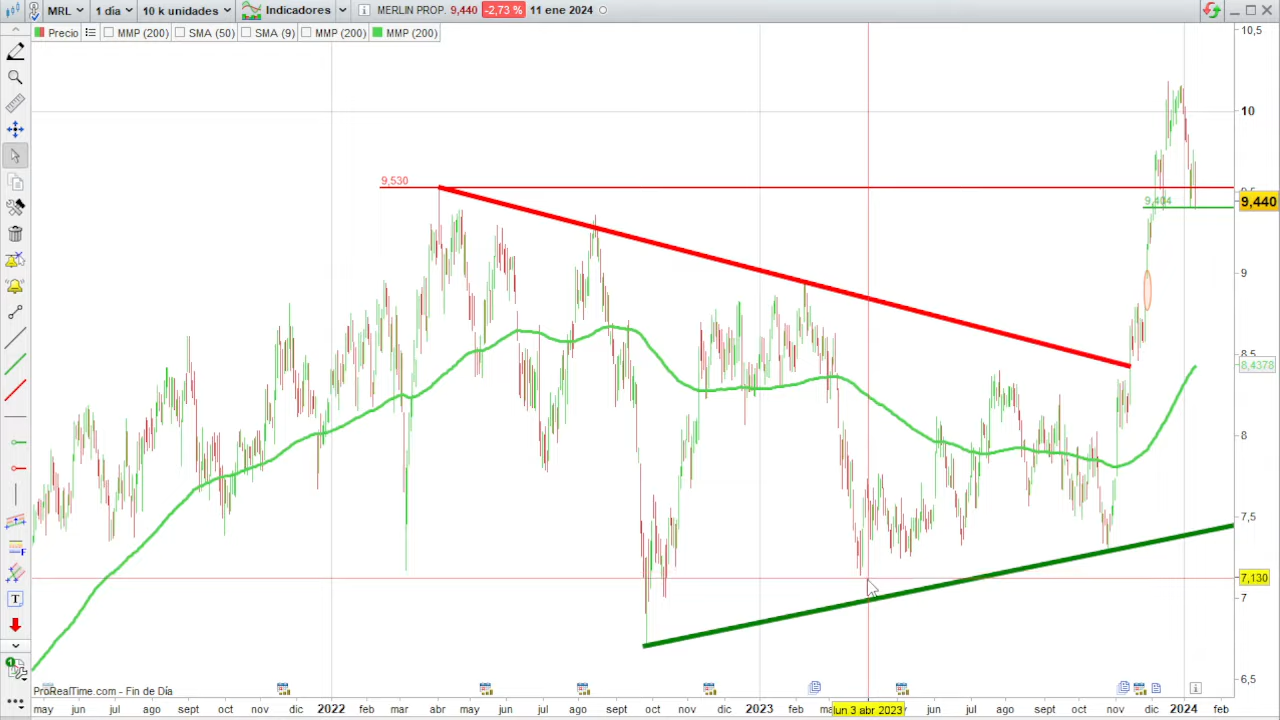 MRL 1 día 10 k unidades Indicadores MERLIN PROP. 9,440 -2,73 % 11 ene 2024
Precio MMP (200) SMA (50) SMA (9) MMP (200) MMP (200)
10,5
10
9,530
9,5
9,440
9,404
9
8,5
8,4378
8
7,5
7,130
7
6,5
F
T
1
ProRealTime.com - Fin de Día
may jun ago sept oct nov dic 2022 feb mar abr may jun jul ago sept oct nov dic 2023 feb mar lun 3 abr 2023 jun jul ago sept oct nov dic 2024 feb